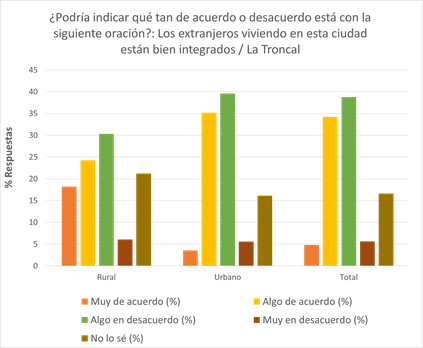 ¿Podría indicar qué tan de acuerdo o desacuerdo está con la
siguiente oración?: Los extranjeros viviendo en esta ciudad
están bien integrados / La Troncal
% Respuestas
45
40
35
30
25
20
15
10
5
0
Rural
Urbano
Total
Muy de acuerdo (%)
Algo de acuerdo (%)
Algo en desacuerdo (%)
Muy en desacuerdo (%)
No lo sé (%)